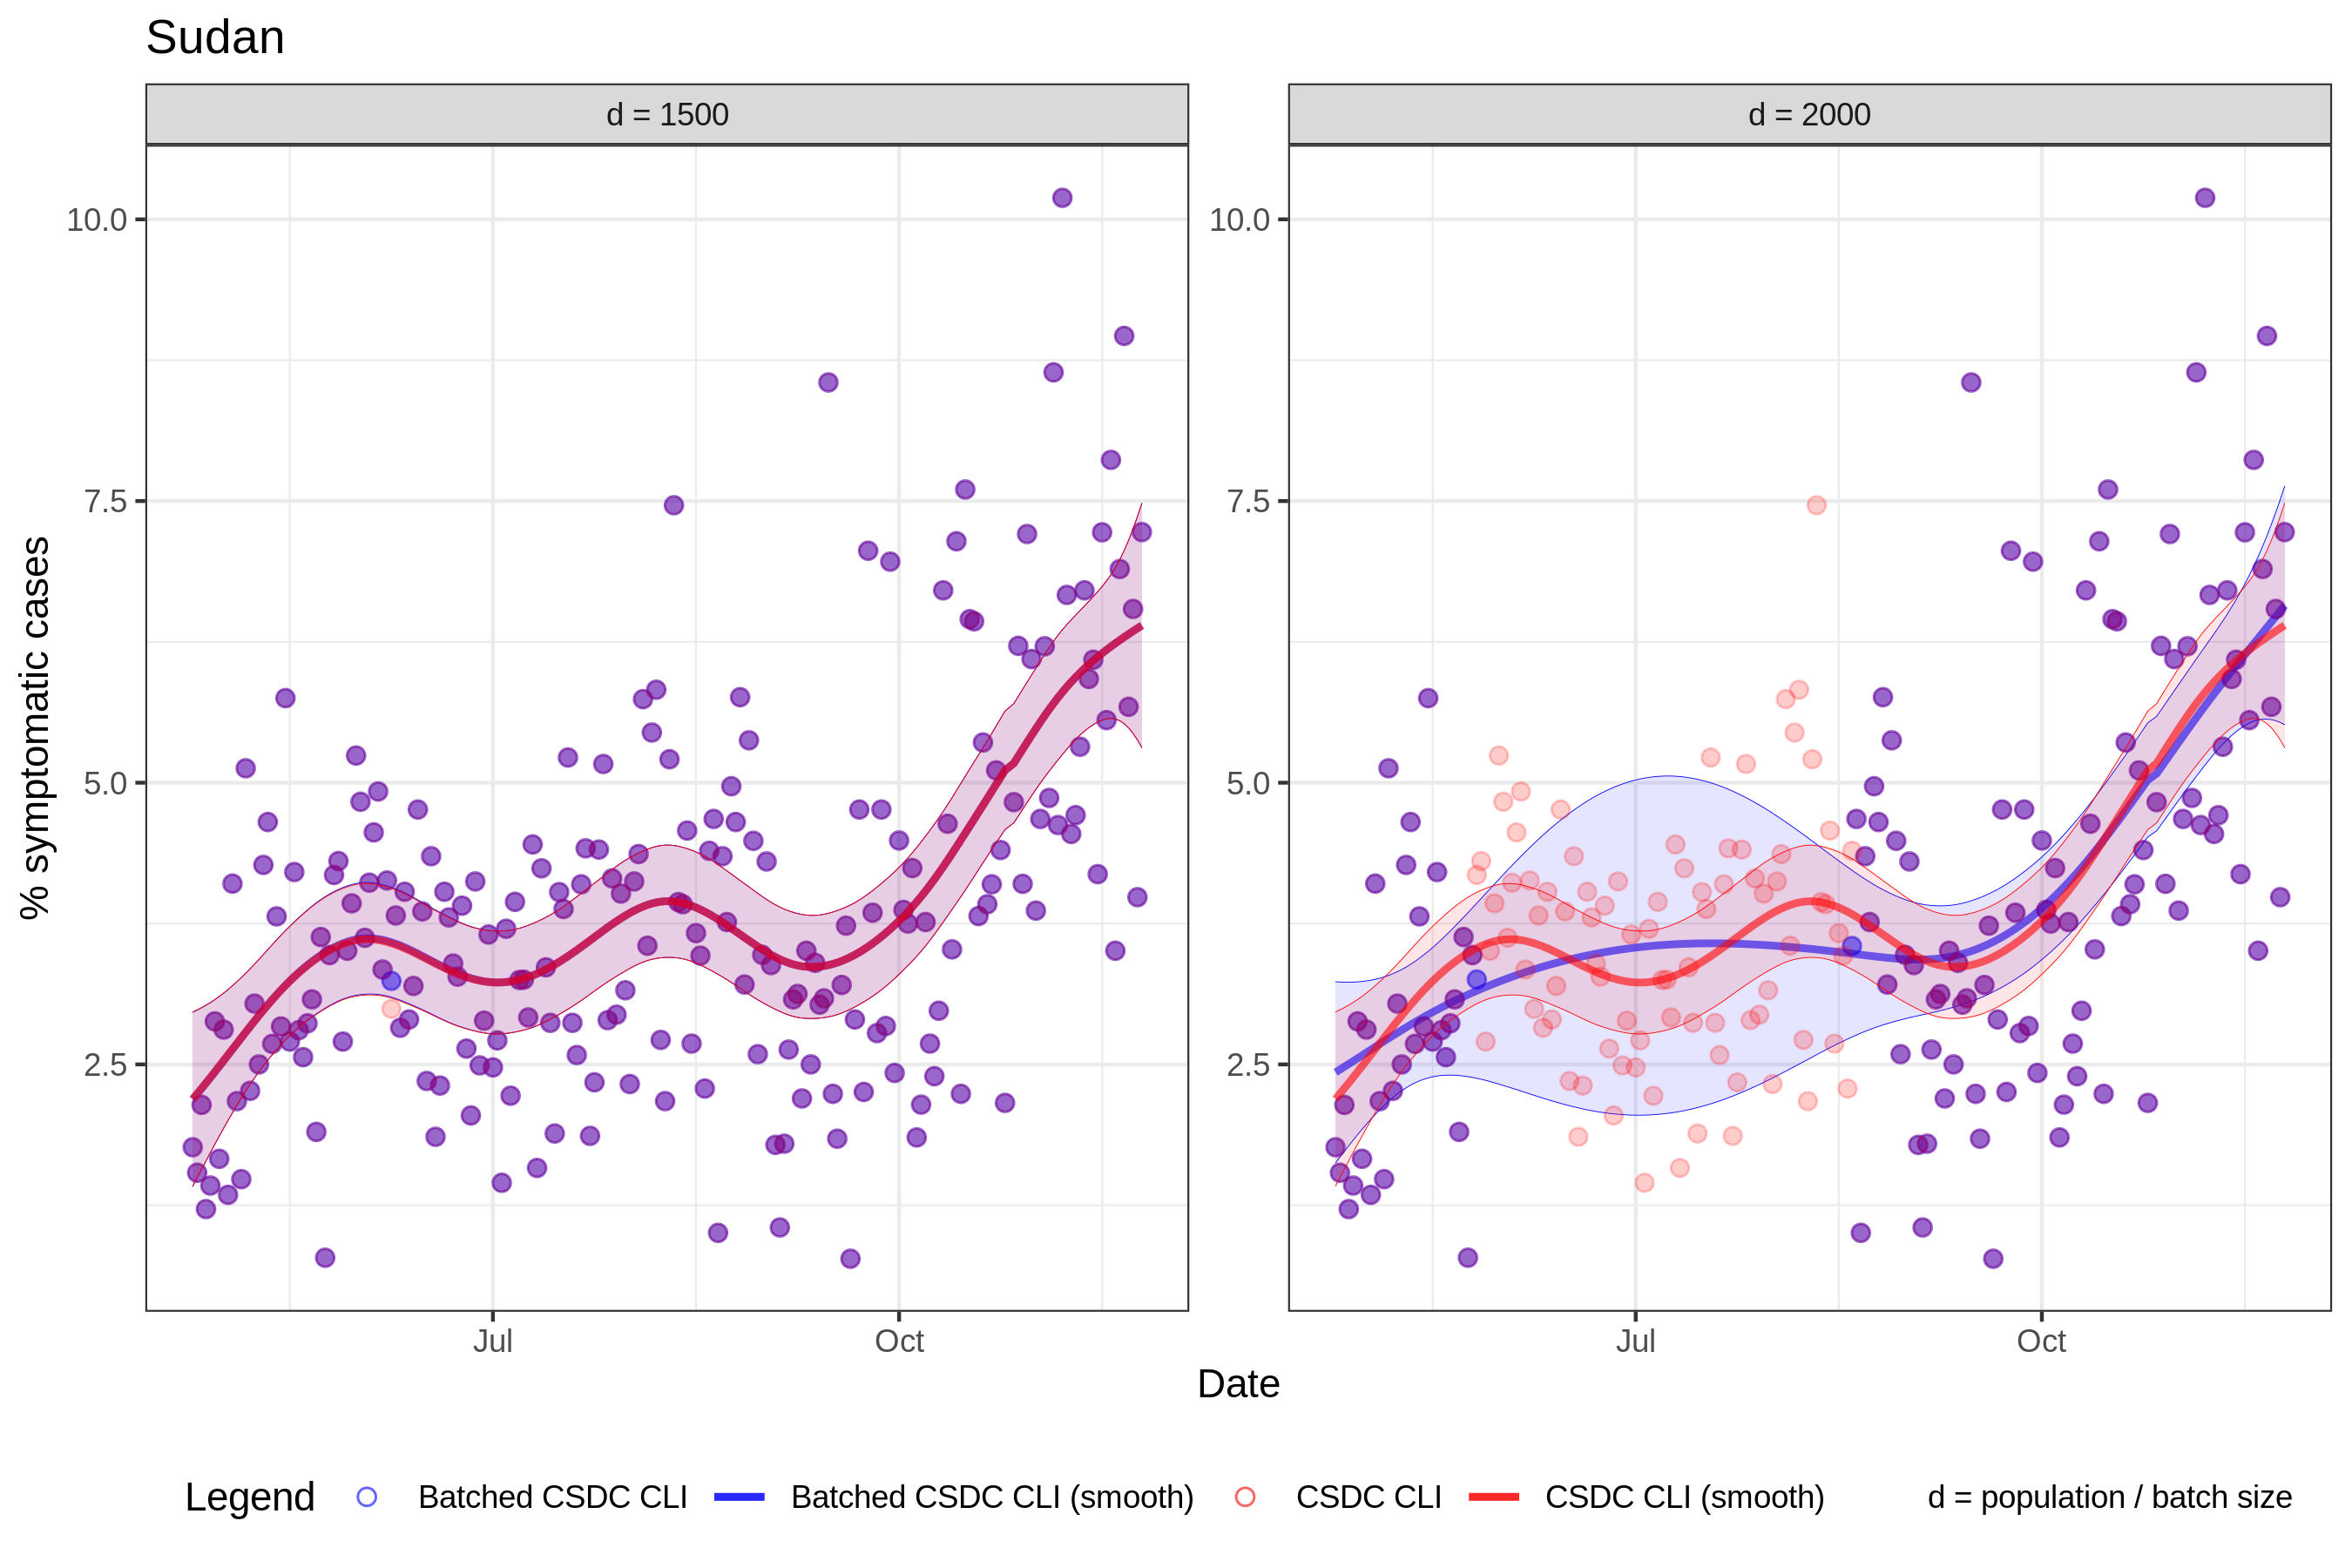 Sudan
d = 1500
d = 2000
10.0
7.5
5.0
2.5
10.0
7.5
5.0
2.5
% symptomatic cases
Jul
Oct
Jul
Oct
Date
Legend Batched CSDC CLI Batched CSDC CLI (smooth) CSDC CLI CSDC CLI (smooth) d = population / batch size